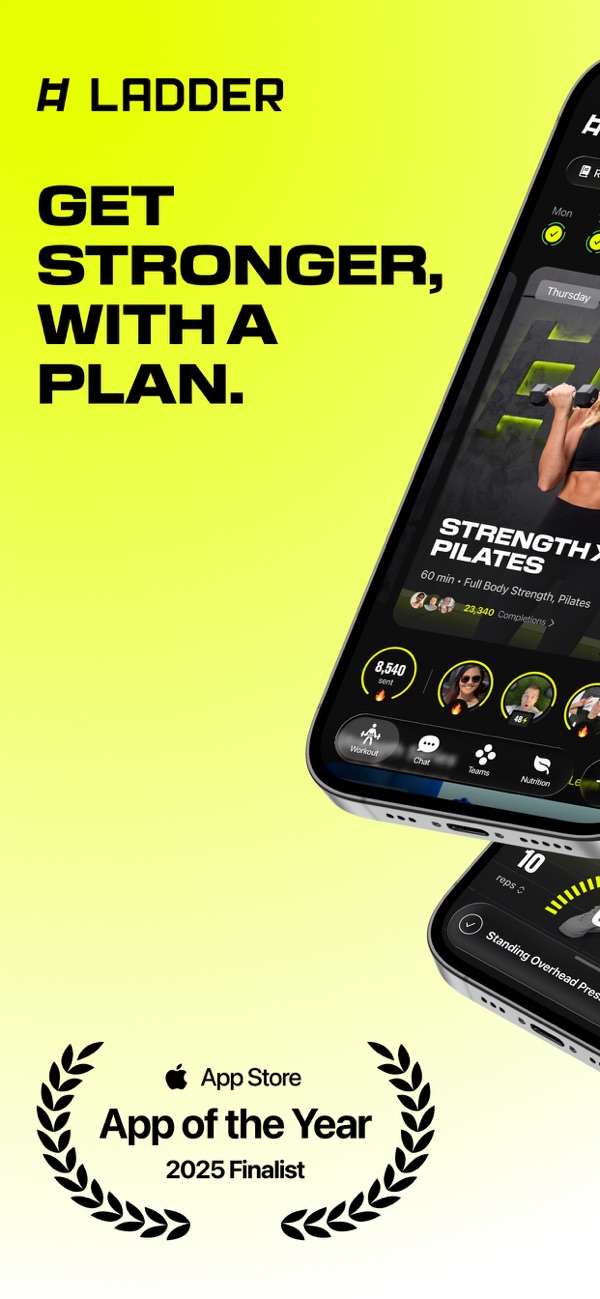 LADDER
GET
STRONGER,
WITH A
PLAN.
Mon
Thursday
STRENGTH X
PILATES
60 min • Full Body Strength, Pilates
23,340 Completions >
8,540
sent
48
Workout
Chat
Teams
Nutrition
10
reps
Standing Overhead Press
App Store
App of the Year
2025 Finalist